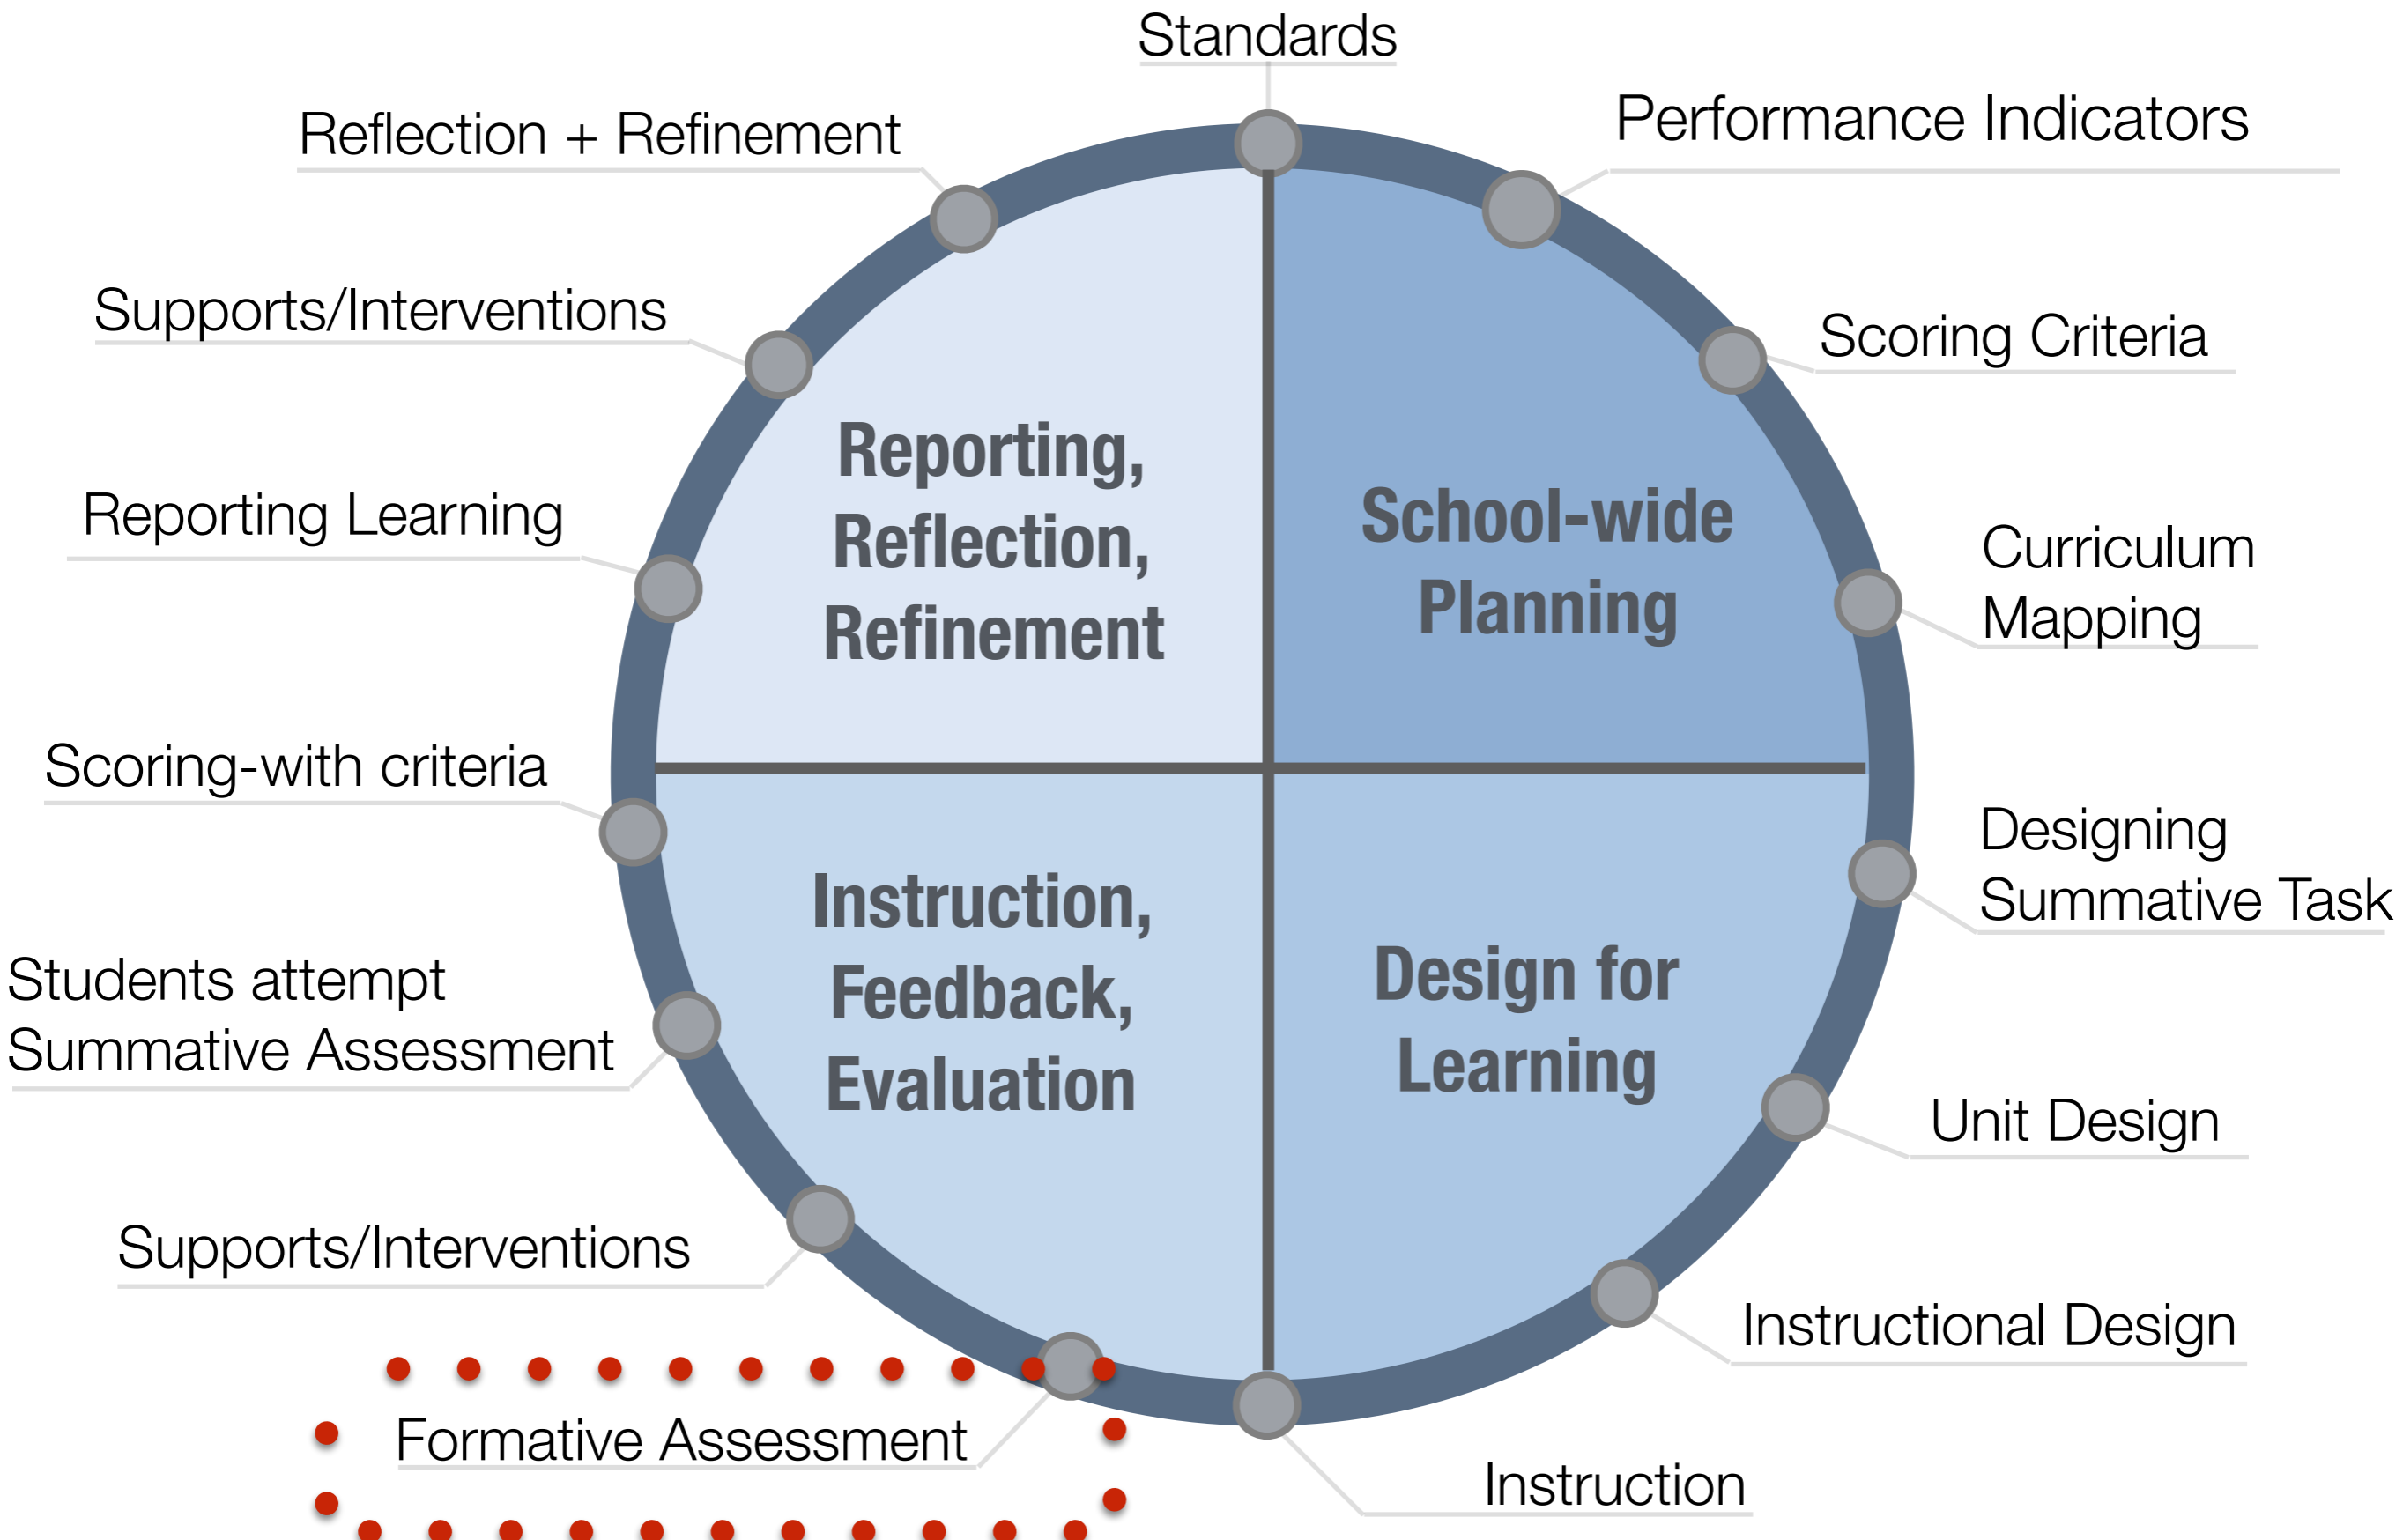 Standards
Performance Indicators
Scoring Criteria
Curriculum
Mapping
Designing
Summative Task
Unit Design
Instructional Design
Instruction
Formative Assessment
Supports/Interventions
Students attempt
Summative Assessment
Scoring-with criteria
Reporting Learning
Supports/Interventions
Reflection + Refinement
Reporting,
Reflection,
Refinement
School-wide
Planning
Instruction,
Feedback,
Evaluation
Design for
Learning